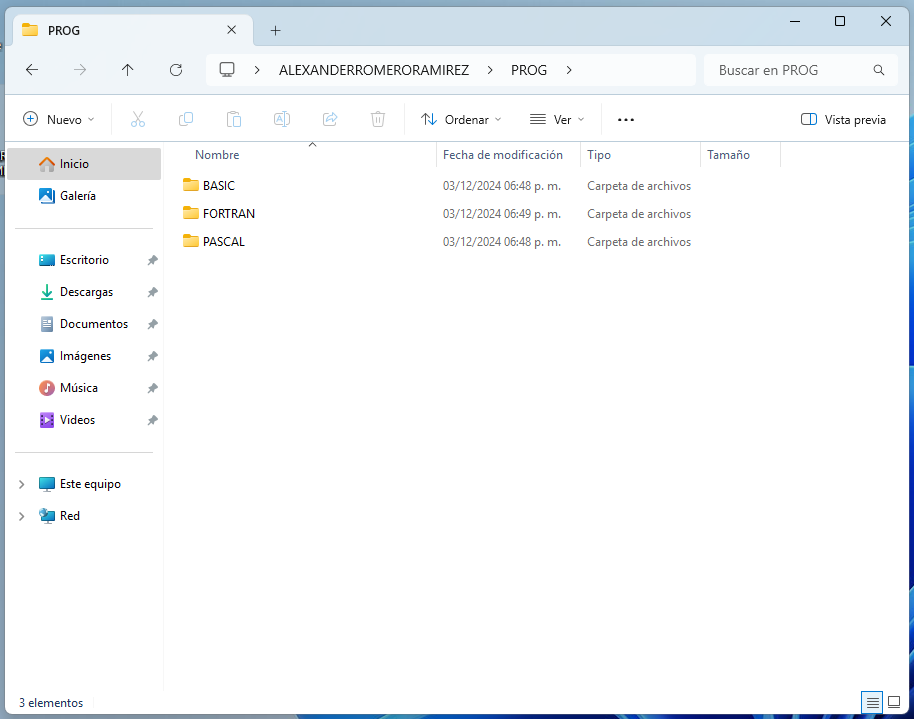 PROG
ALEXANDERROMERORAMIREZ > PROG >
Buscar en PROG
Nuevo
Ordenar
Ver
Vista previa
Nombre Fecha de modificación Tipo Tamaño
Inicio
Galería
Escritorio
Descargas
Documentos
Imágenes
Música
Videos
Este equipo
Red
BASIC 03/12/2024 06:48 p. m. Carpeta de archivos
FORTRAN 03/12/2024 06:49 p. m. Carpeta de archivos
PASCAL 03/12/2024 06:48 p. m. Carpeta de archivos
3 elementos